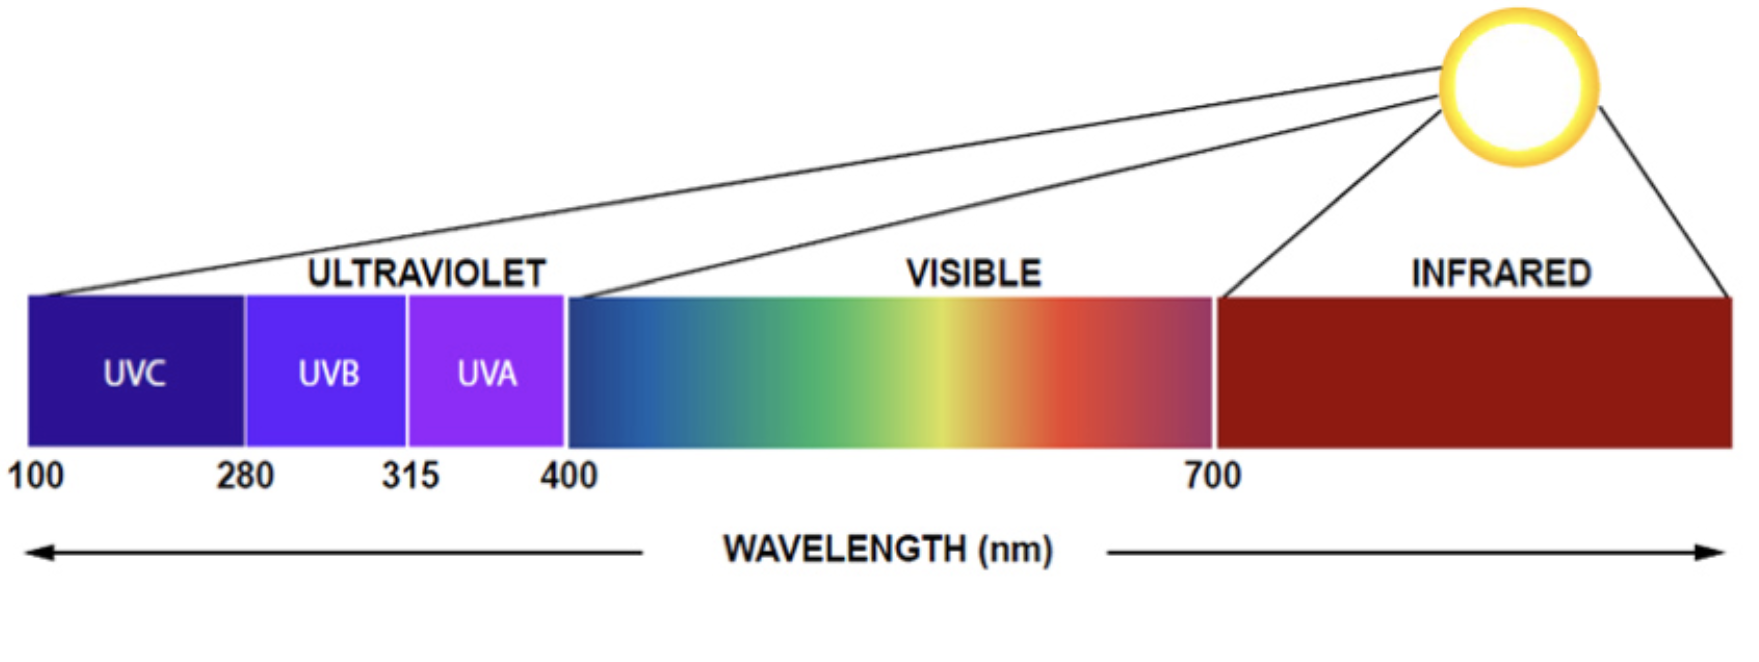 ULTRAVIOLET VISIBLE INFRARED
UVC UVB UVA
100 280 315 400 700
WAVELENGTH (nm)